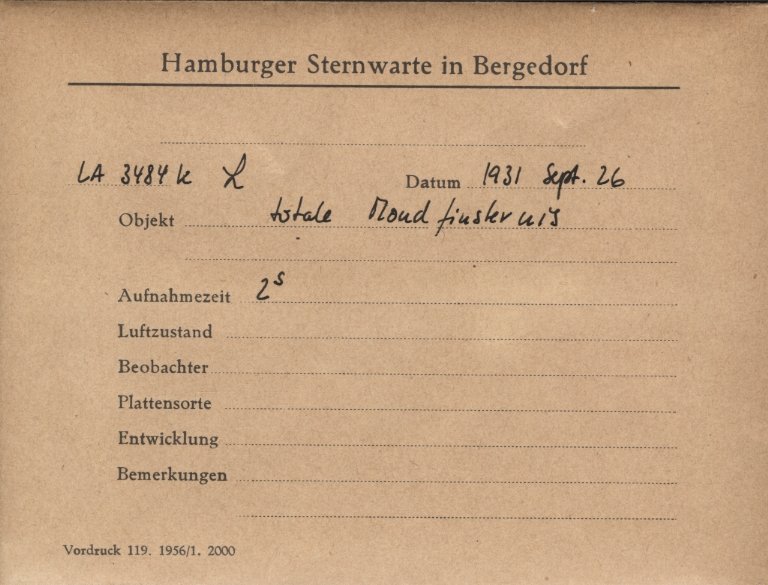 Hamburger Sternwarte in Bergedorf
LA 3484 k L Datum 1931 Sept. 26
Objekt totale Mondfinsternis
Aufnahmezeit 2s
Luftzustand
Beobachter
Plattensorte
Entwicklung
Bemerkungen
Vordruck 119. 1956/1. 2000